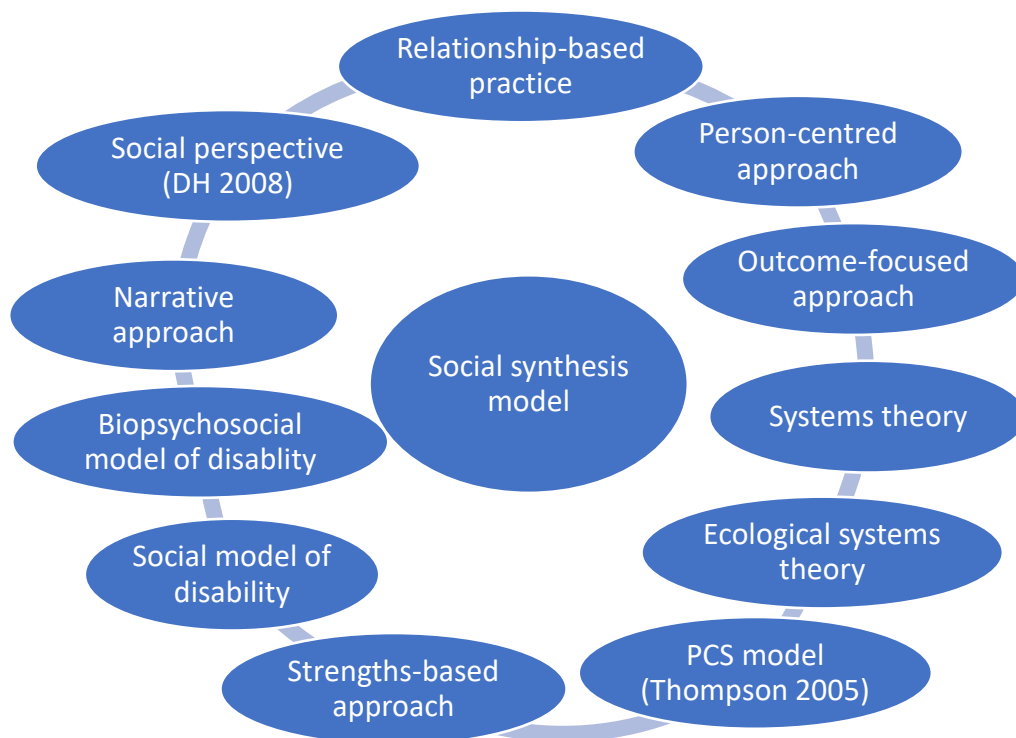 Relationship-based
practice
Person-centred
approach
Outcome-focused
approach
Systems theory
Ecological systems
theory
PCS model
(Thompson 2005)
Strengths-based
approach
Social model of
disability
Biopsychosocial
model of disablity
Narrative
approach
Social perspective
(DH 2008)
Social synthesis
model